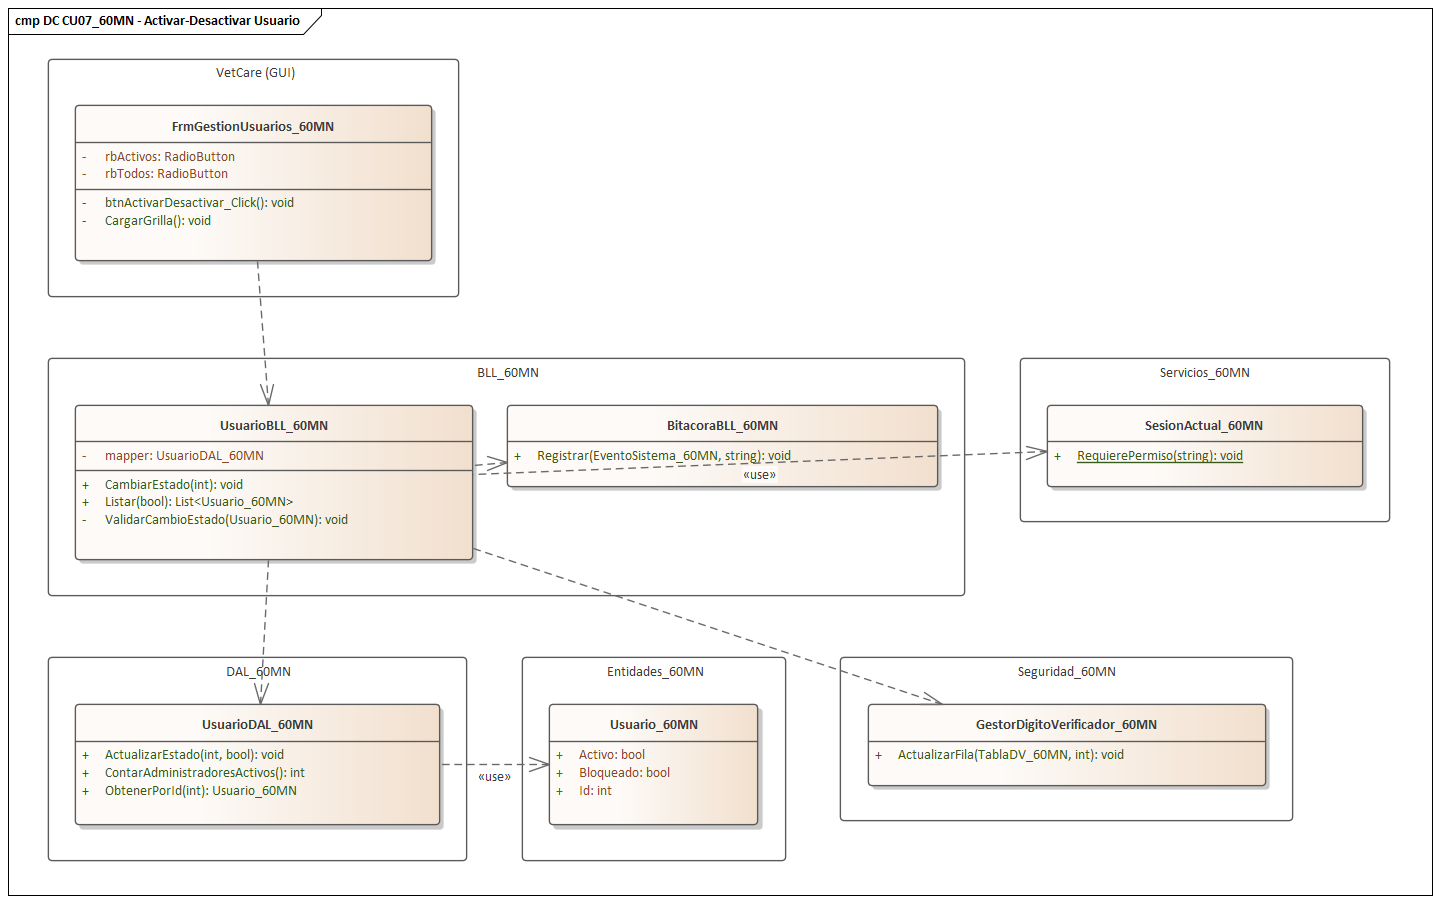 cmp DC CU07_60MN - Activar-Desactivar Usuario
VetCare (GUI)
FrmGestionUsuarios_60MN
- rbActivos: RadioButton
- rbTodos: RadioButton
- btnActivarDesactivar_Click(): void
- CargarGrilla(): void
BLL_60MN
UsuarioBLL_60MN
- mapper: UsuarioDAL_60MN
+ CambiarEstado(int): void
+ Listar(bool): List<Usuario_60MN>
- ValidarCambioEstado(Usuario_60MN): void
BitacoraBLL_60MN
+ Registrar(EventoSistema_60MN, string): void
«use»
Servicios_60MN
SesionActual_60MN
+ RequierePermiso(string): void
DAL_60MN
UsuarioDAL_60MN
+ ActualizarEstado(int, bool): void
+ ContarAdministradoresActivos(): int
+ ObtenerPorId(int): Usuario_60MN
«use»
Entidades_60MN
Usuario_60MN
+ Activo: bool
+ Bloqueado: bool
+ Id: int
Seguridad_60MN
GestorDigitoVerificador_60MN
+ ActualizarFila(TablaDV_60MN, int): void